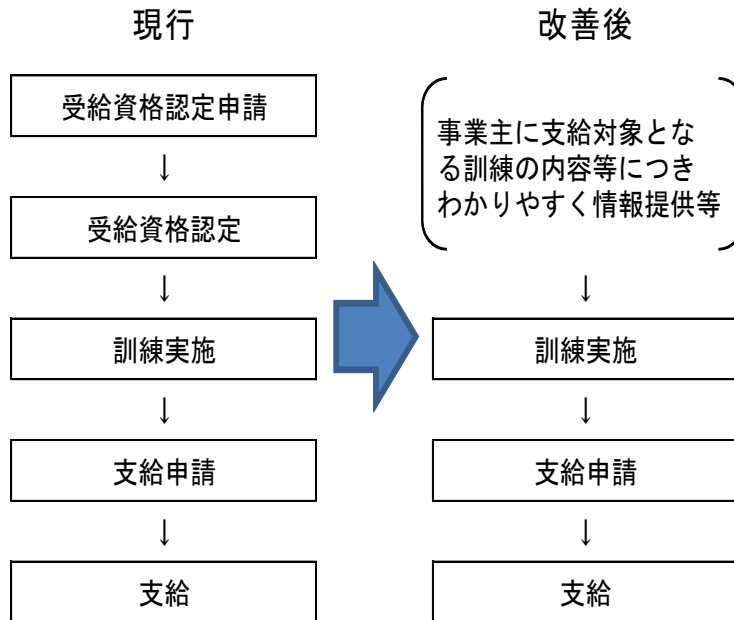 現行
受給資格認定申請
↓
受給資格認定
↓
訓練実施
↓
支給申請
↓
支給
改善後
事業主に支給対象とな
る訓練の内容等につき
わかりやすく情報提供等
↓
訓練実施
↓
支給申請
↓
支給